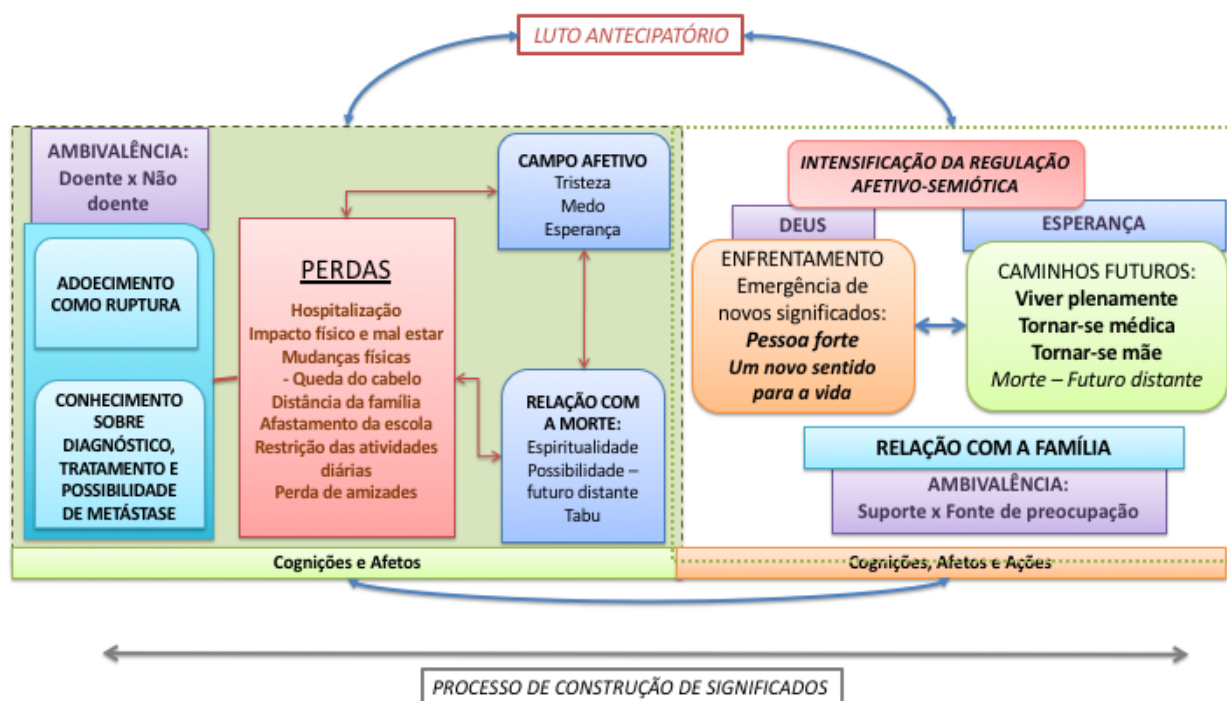 LUTO ANTECIPATÓRIO
AMBIVALÊNCIA:
Doente x Não
doente
ADOECIMENTO
COMO RUPTURA
CONHECIMENTO
SOBRE
DIAGNÓSTICO,
TRATAMENTO E
POSSIBILIDADE
DE METÁSTASE
PERDAS
Hospitalização
Impacto físico e mal estar
Mudanças físicas
- Queda do cabelo
Distância da família
Afastamento da escola
Restrição das atividades
diárias
Perda de amizades
CAMPO AFETIVO
Tristeza
Medo
Esperança
RELAÇÃO COM
A MORTE:
Espiritualidade
Possibilidade –
futuro distante
Tabu
Cognições e Afetos
INTENSIFICAÇÃO DA REGULAÇÃO
AFETIVO-SEMIÓTICA
DEUS
ENFRENTAMENTO
Emergência de
novos significados:
Pessoa forte
Um novo sentido
para a vida
ESPERANÇA
CAMINHOS FUTUROS:
Viver plenamente
Tornar-se médica
Tornar-se mãe
Morte – Futuro distante
RELAÇÃO COM A FAMÍLIA
AMBIVALÊNCIA:
Suporte x Fonte de preocupação
Cognições, Afetos e Ações
PROCESSO DE CONSTRUÇÃO DE SIGNIFICADOS